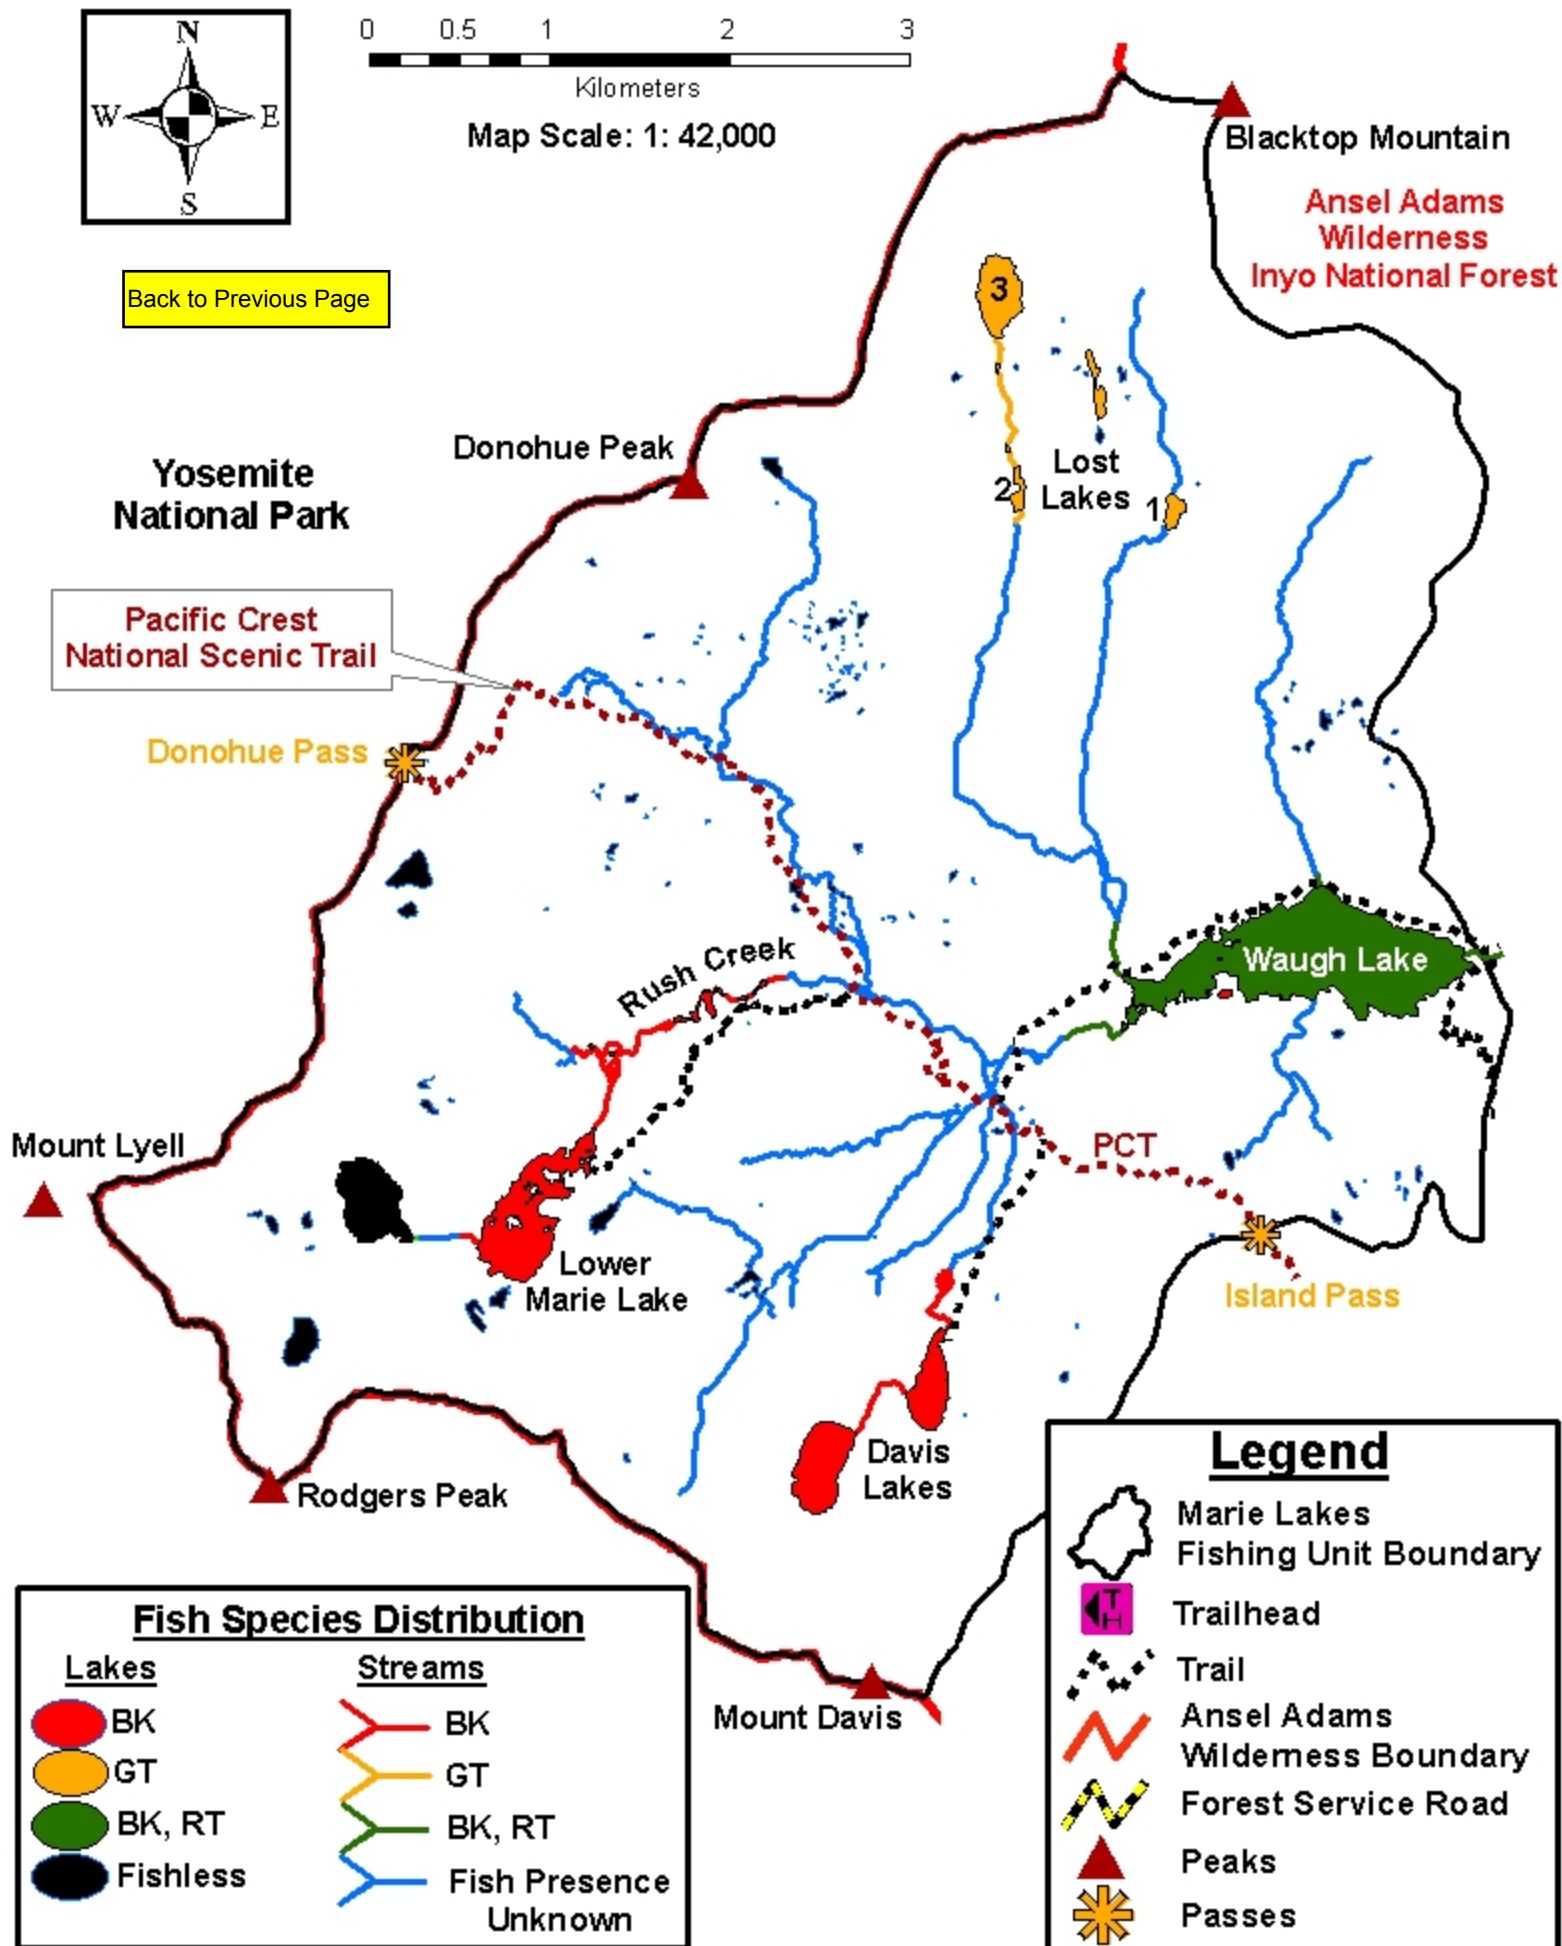 N
W
E
S
0 0.5 1 2 3
Kilometers
Map Scale: 1: 42,000
Back to Previous Page
Blacktop Mountain
Ansel Adams
Wilderness
Inyo National Forest
3
Donohue Peak
Yosemite
National Park
Lost
Lakes
2
1
Pacific Crest
National Scenic Trail
Donohue Pass
Rush Creek
Waugh Lake
Mount Lyell
PCT
Lower
Marie Lake
Island Pass
Davis
Lakes
Rodgers Peak
Mount Davis
Fish Species Distribution
Lakes
BK
GT
BK, RT
Fishless
Streams
BK
GT
BK, RT
Fish Presence
Unknown
Legend
Marie Lakes
Fishing Unit Boundary
TH
Trailhead
Trail
Ansel Adams
Wilderness Boundary
Forest Service Road
Peaks
Passes